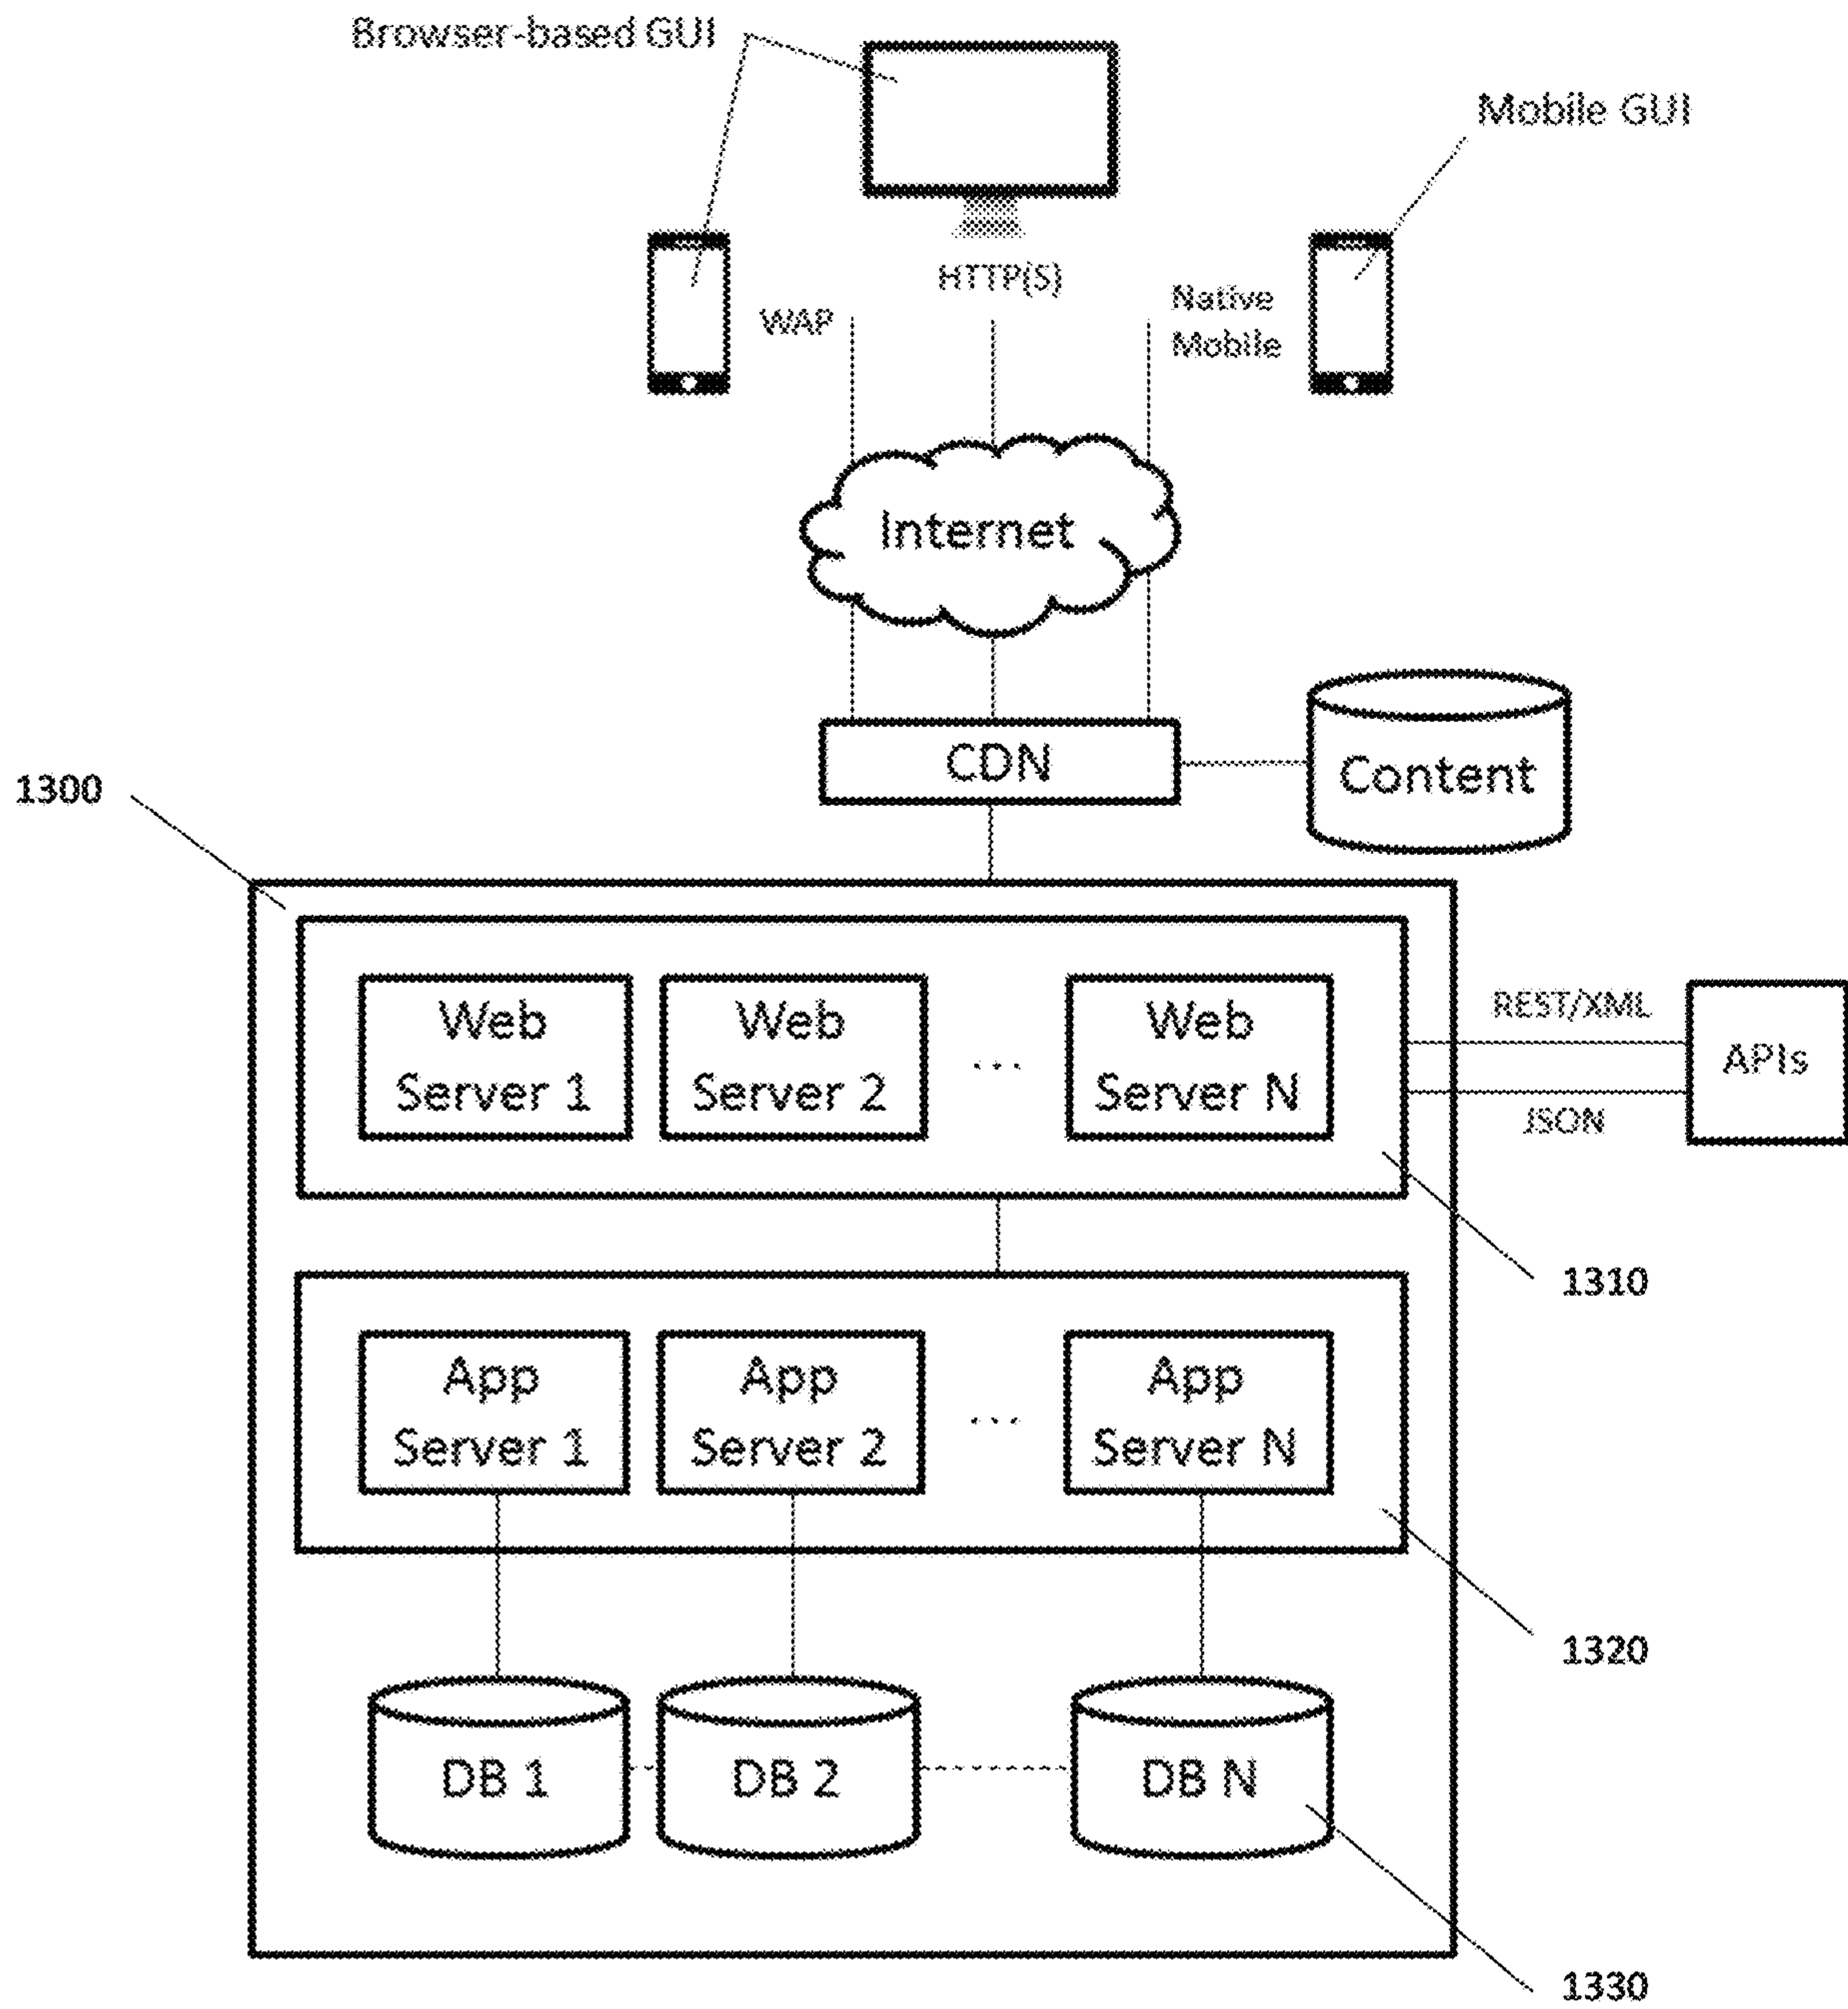 Browser-based GUI
Mobile GUI
HTTP(S)
WAP
Native
Mobile
Internet
CDN
Content
1300
Web
Server 1
Web
Server 2
...
Web
Server N
REST/XML
APIs
JSON
1310
App
Server 1
App
Server 2
...
App
Server N
1320
DB 1
DB 2
DB N
1330